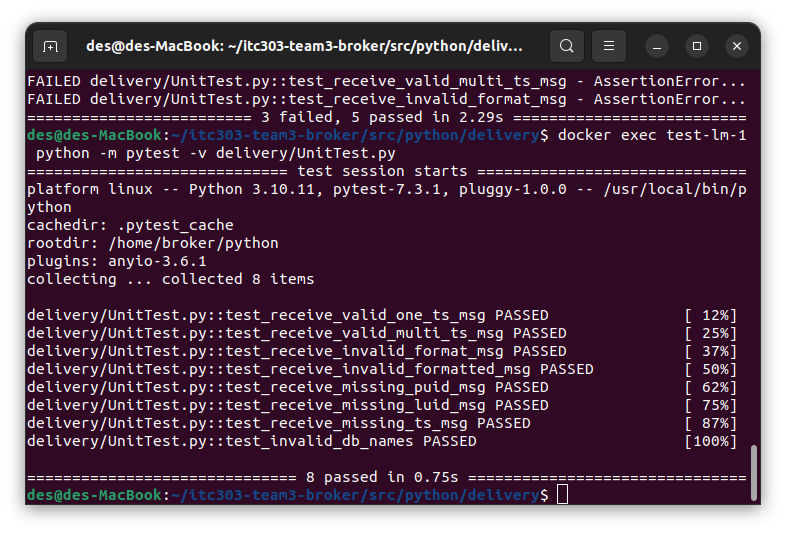 des@des-MacBook: ~/itc303-team3-broker/src/python/deliv...
FAILED delivery/UnitTest.py::test_receive_valid_multi_ts_msg - AssertionError...
FAILED delivery/UnitTest.py::test_receive_invalid_format_msg - AssertionError...
========================= 3 failed, 5 passed in 2.29s ==========================
des@des-MacBook:~/itc303-team3-broker/src/python/delivery$ docker exec test-lm-1
 python -m pytest -v delivery/UnitTest.py
============================= test session starts ==============================
platform linux -- Python 3.10.11, pytest-7.3.1, pluggy-1.0.0 -- /usr/local/bin/p
ython
cachedir: .pytest_cache
rootdir: /home/broker/python
plugins: anyio-3.6.1
collecting ... collected 8 items

delivery/UnitTest.py::test_receive_valid_one_ts_msg PASSED               [ 12%]
delivery/UnitTest.py::test_receive_valid_multi_ts_msg PASSED             [ 25%]
delivery/UnitTest.py::test_receive_invalid_format_msg PASSED             [ 37%]
delivery/UnitTest.py::test_receive_invalid_formatted_msg PASSED          [ 50%]
delivery/UnitTest.py::test_receive_missing_puid_msg PASSED               [ 62%]
delivery/UnitTest.py::test_receive_missing_luid_msg PASSED               [ 75%]
delivery/UnitTest.py::test_receive_missing_ts_msg PASSED                 [ 87%]
delivery/UnitTest.py::test_invalid_db_names PASSED                       [100%]

============================== 8 passed in 0.75s ===============================
des@des-MacBook:~/itc303-team3-broker/src/python/delivery$